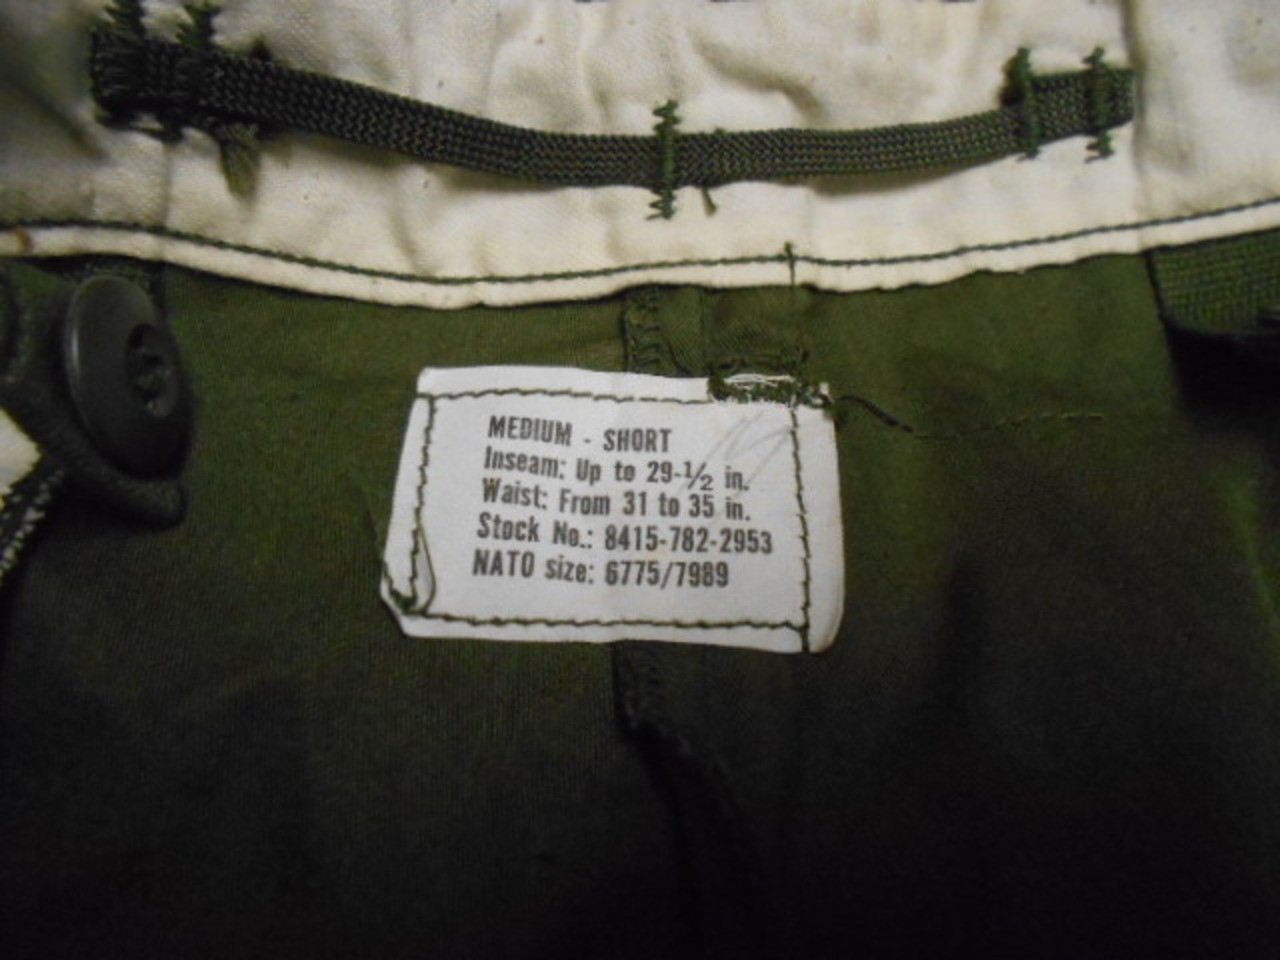 MEDIUM - SHORT
Inseam: Up to 29-1/2 in.
Waist: From 31 to 35 in.
Stock No.: 8415-782-2953
NATO size: 6775/7989